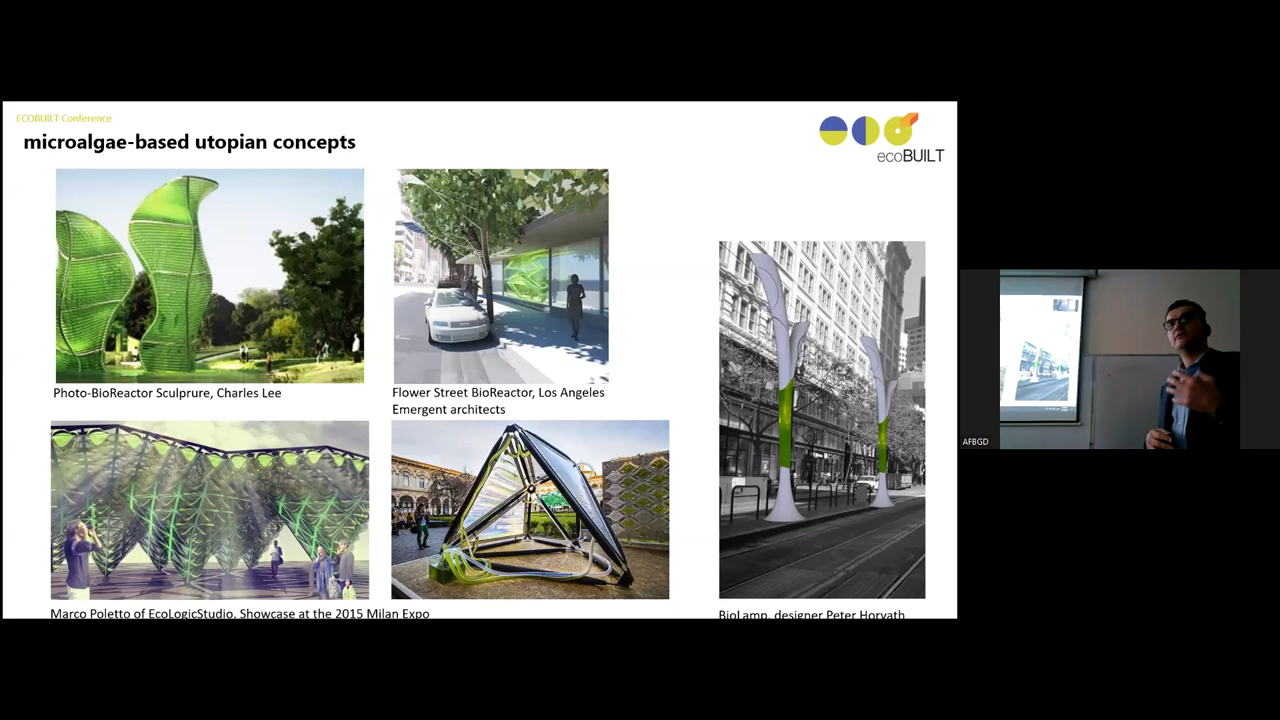 ECOBUILT Conference
microalgae-based utopian concepts
ecoBUILT
Photo-BioReactor Sculprure, Charles Lee
Flower Street BioReactor, Los Angeles
Emergent architects
Marco Poletto of EcoLogicStudio. Showcase at the 2015 Milan Expo
BioLamp, designer Peter Horvath
AFBGD